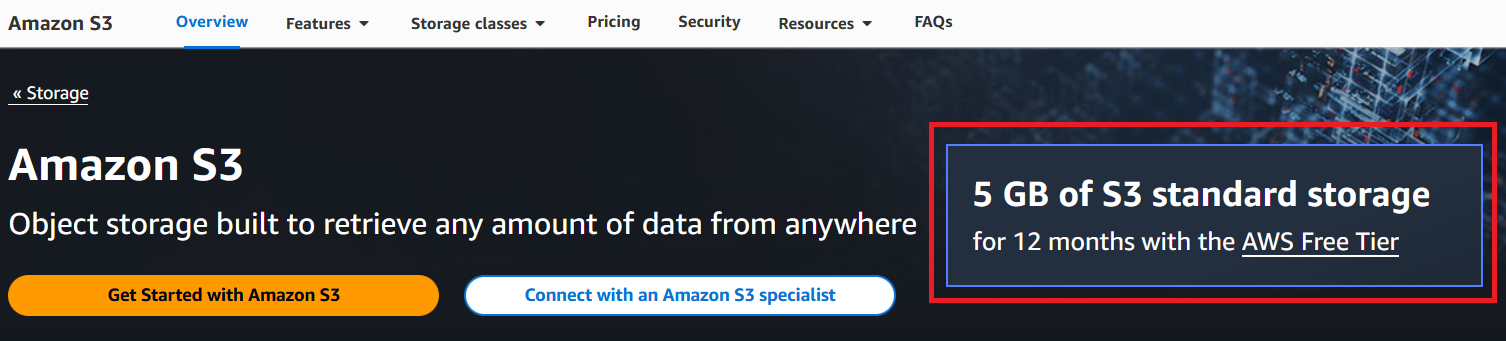 Amazon S3
Overview
Features
Storage classes
Pricing
Security
Resources
FAQs
« Storage
Amazon S3
Object storage built to retrieve any amount of data from anywhere
Get Started with Amazon S3
Connect with an Amazon S3 specialist
5 GB of S3 standard storage
for 12 months with the AWS Free Tier